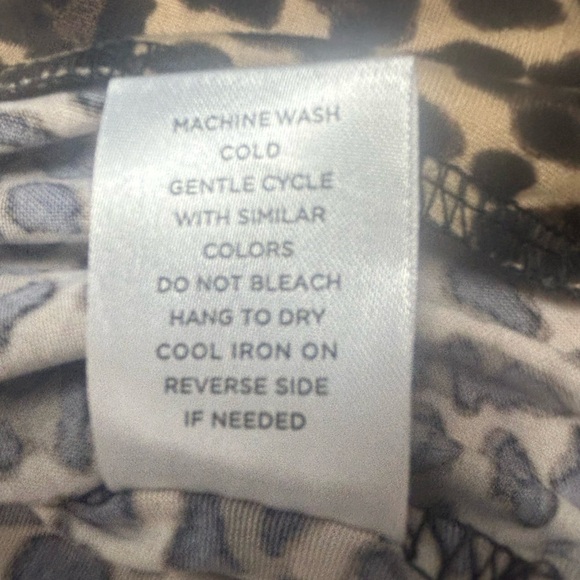 MACHINE WASH
COLD
GENTLE CYCLE
WITH SIMILAR
COLORS
DO NOT BLEACH
HANG TO DRY
COOL IRON ON
REVERSE SIDE
IF NEEDED